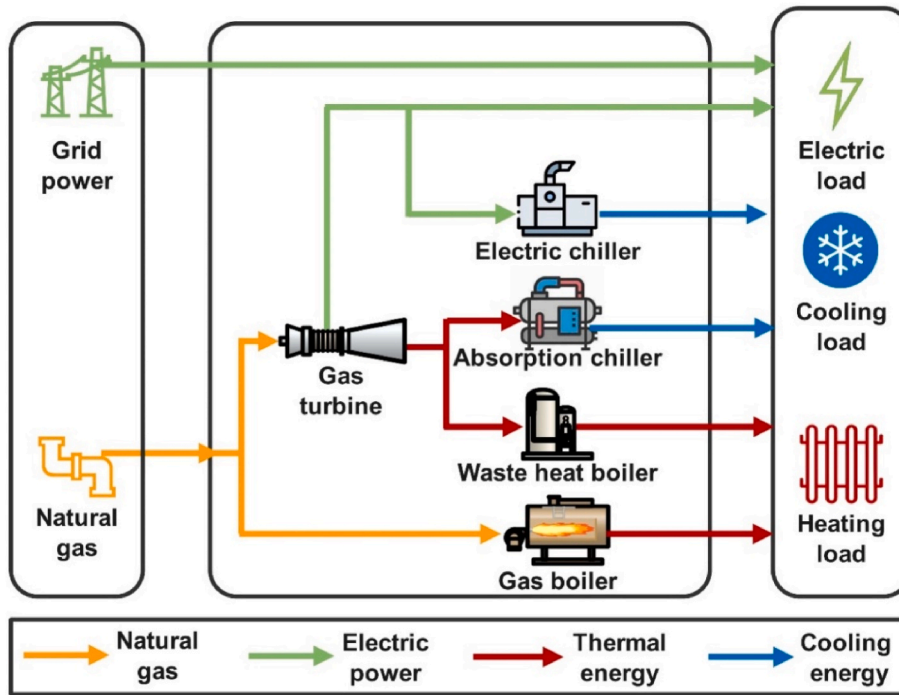 Grid
power
Natural
gas
Gas
turbine
Electric chiller
Absorption chiller
Waste heat boiler
Gas boiler
Electric
load
Cooling
load
Heating
load
Natural
gas
Electric
power
Thermal
energy
Cooling
energy